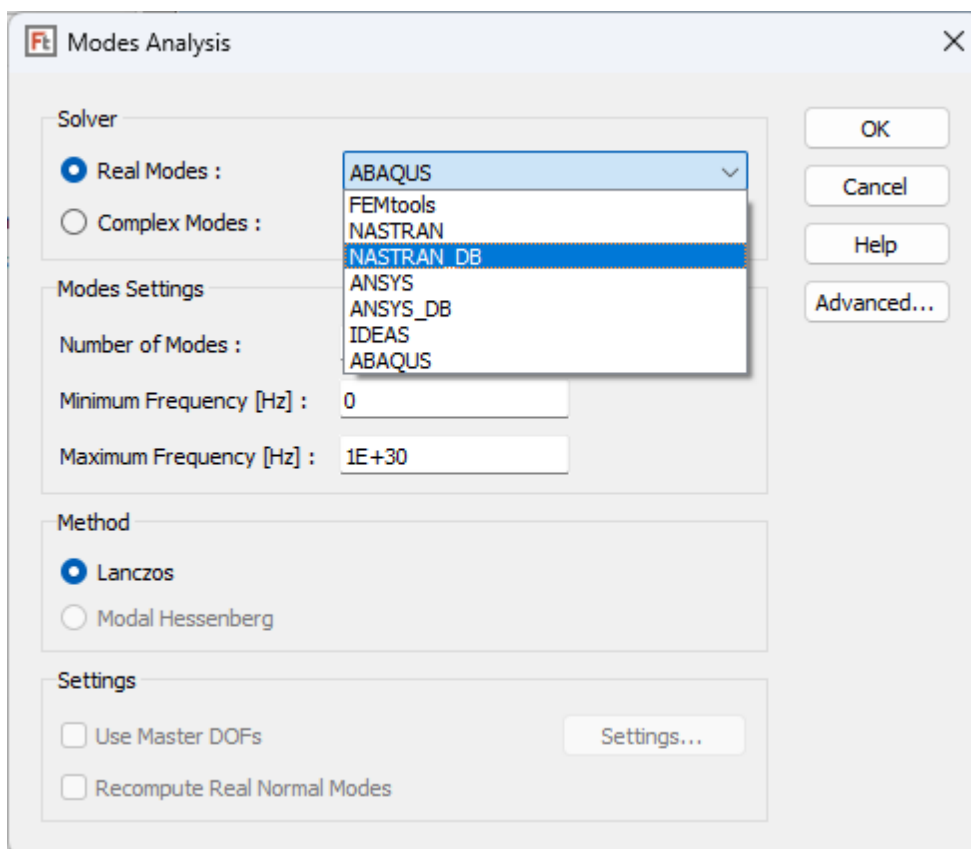 Ft Modes Analysis
Solver
OK
Real Modes :
ABAQUS
Cancel
FEMtools
Complex Modes :
NASTRAN
Help
NASTRAN_DB
Modes Settings
ANSYS
Advanced...
ANSYS_DB
IDEAS
Number of Modes :
ABAQUS
Minimum Frequency [Hz] :
0
Maximum Frequency [Hz] :
1E+30
Method
Lanczos
Modal Hessenberg
Settings
Use Master DOFs
Settings...
Recompute Real Normal Modes